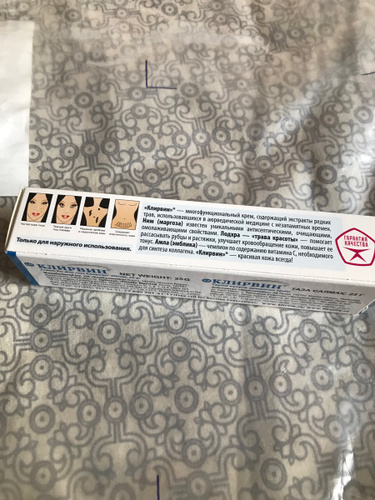 «Клирвин®» — многофункциональный крем, содержащий экстракты редких
трав, использовавшихся в аюрведической медицине с незапамятных времен.
Ним (маргоза) известен уникальными антисептическими, очищающими,
омолаживающими свойствами. Лодхра — «трава красоты» — помогает
рассасывать рубцы и растяжки, улучшает кровообращение кожи, повышает ее
тонус. Амла (эмблика) — чемпион по содержанию витамина С, необходимого
для синтеза коллагена. «Клирвин®» — красивая кожа всегда!
Только для наружного использования.
ГАРАНТИЯ
КАЧЕСТВА
®КЛИРВИН
NET WEIGHT: 25G
®КЛИРВИН